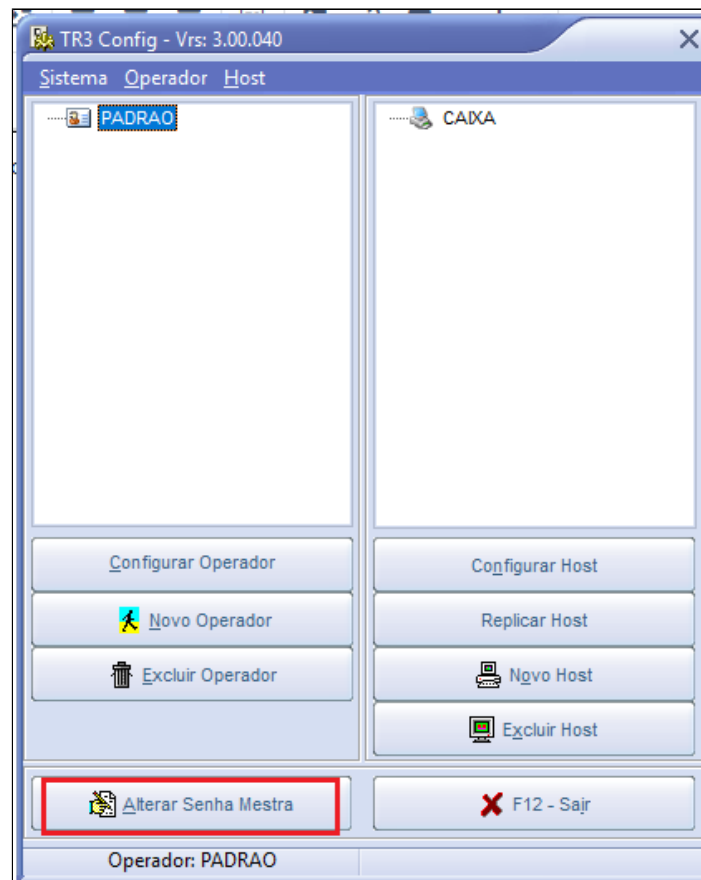 TR3 Config - Vrs: 3.00.040
Sistema Operador Host
PADRAO
CAIXA
Configurar Operador
Configurar Host
Novo Operador
Replicar Host
Excluir Operador
Novo Host
Excluir Host
Alterar Senha Mestra
F12 - Sair
Operador: PADRAO